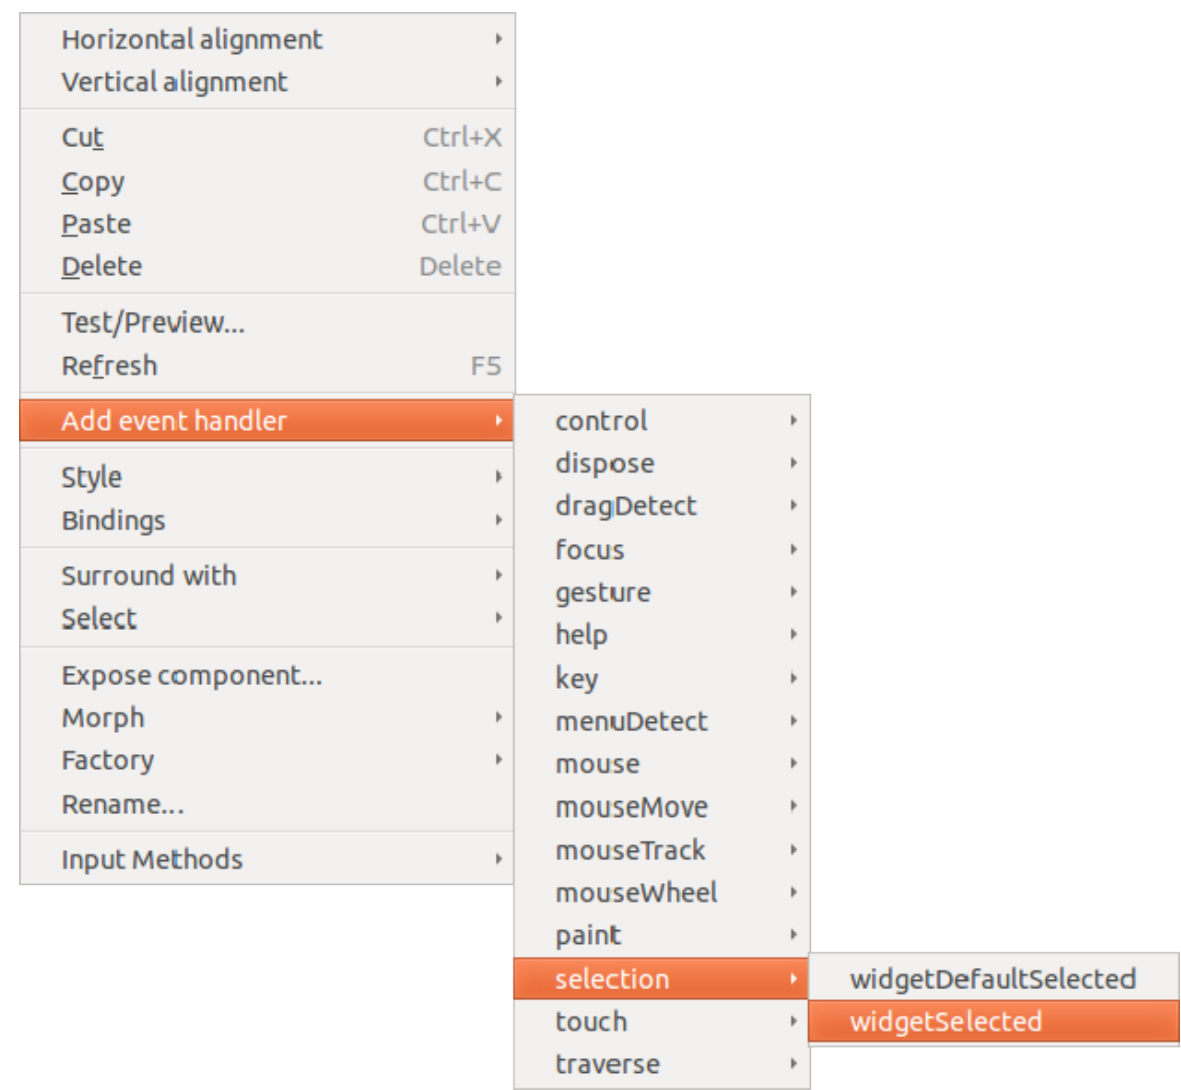 Horizontal alignment
Vertical alignment
Cut Ctrl+X
Copy Ctrl+C
Paste Ctrl+V
Delete Delete
Test/Preview...
Refresh F5
Add event handler
Style
Bindings
Surround with
Select
Expose component...
Morph
Factory
Rename...
Input Methods
control
dispose
dragDetect
focus
gesture
help
key
menuDetect
mouse
mouseMove
mouseTrack
mouseWheel
paint
selection
touch
traverse
widgetDefaultSelected
widgetSelected